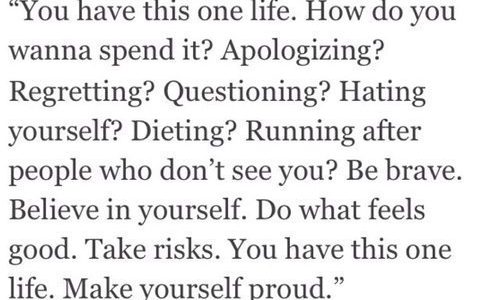 “You have this one life. How do you
wanna spend it? Apologizing?
Regretting? Questioning? Hating
yourself? Dieting? Running after
people who don’t see you? Be brave.
Believe in yourself. Do what feels
good. Take risks. You have this one
life. Make yourself proud.”